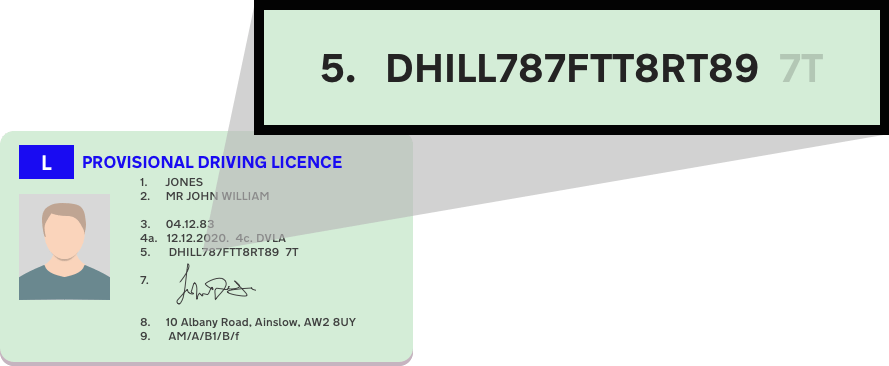 5. DHILL787FTT8RT89 7T
L PROVISIONAL DRIVING LICENCE
1. JONES
2. MR JOHN WILLIAM
3. 04.12.83
4a. 12.12.2020. 4c. DVLA
5. DHILL787FTT8RT89 7T
7.
8. 10 Albany Road, Ainslow, AW2 8UY
9. AM/A/B1/B/f